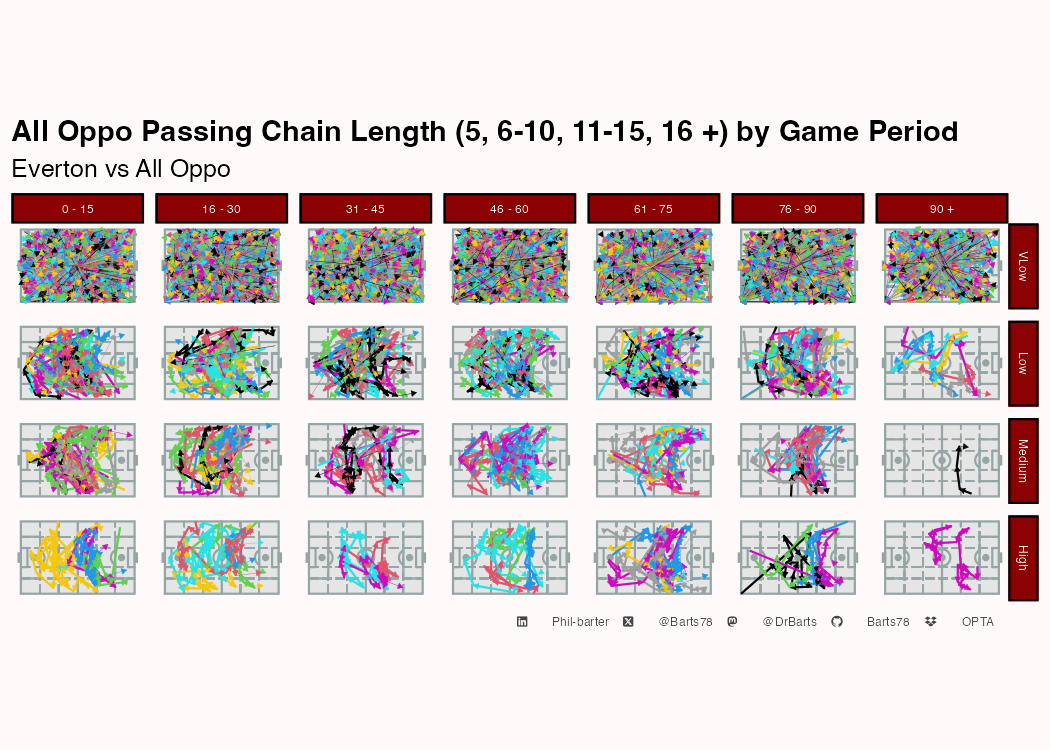 All Oppo Passing Chain Length (5, 6-10, 11-15, 16 +) by Game Period
Everton vs All Oppo
0 - 15 16 - 30 31 - 45 46 - 60 61 - 75 76 - 90 90 +
VLow
Low
Medium
High
Phil-barter @Barts78 @DrBarts Barts78 OPTA